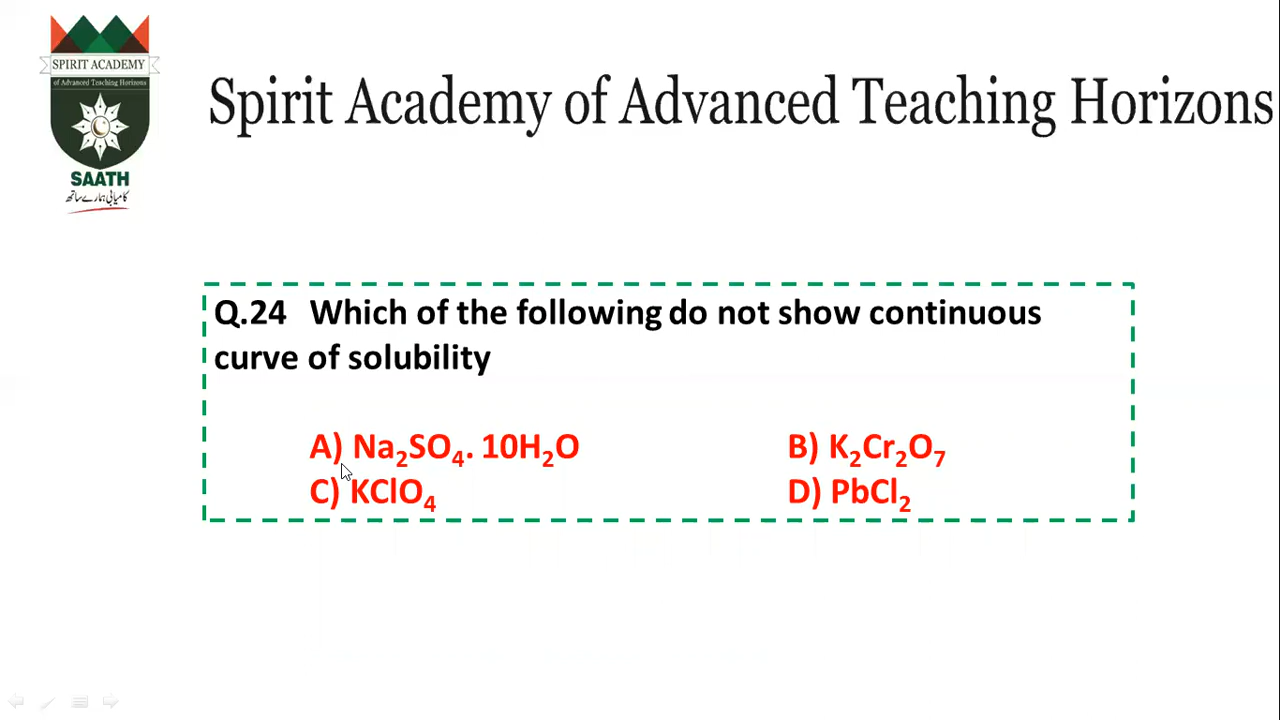 SPIRIT ACADEMY
of Advanced Teaching Horizons
SAATH
کامیابی ہمارے ساتھ
Spirit Academy of Advanced Teaching Horizons
Q.24 Which of the following do not show continuous
curve of solubility
A) Na₂SO₄. 10H₂O B) K₂Cr₂O₇
C) KClO₄ D) PbCl₂